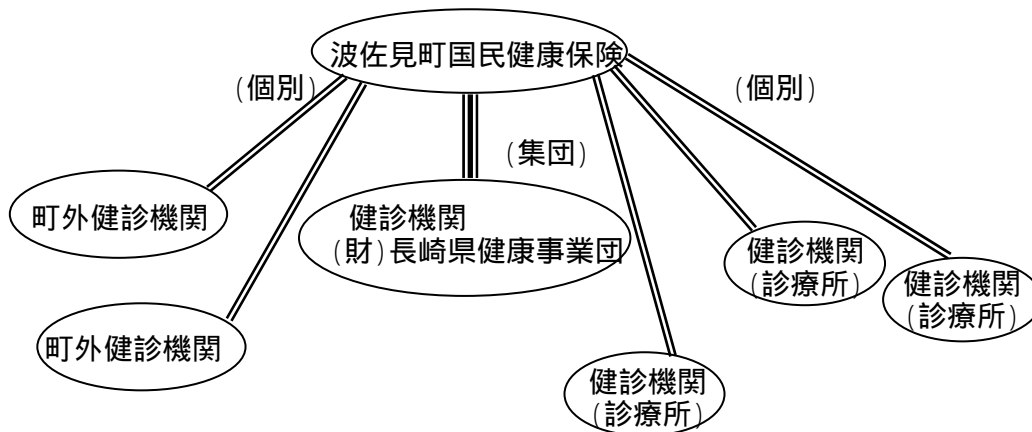 波佐見町国民健康保険
(個別)
(個別)
(集団)
町外健診機関
健診機関
(財)長崎県健康事業団
健診機関
(診療所)
健診機関
(診療所)
町外健診機関
健診機関
(診療所)